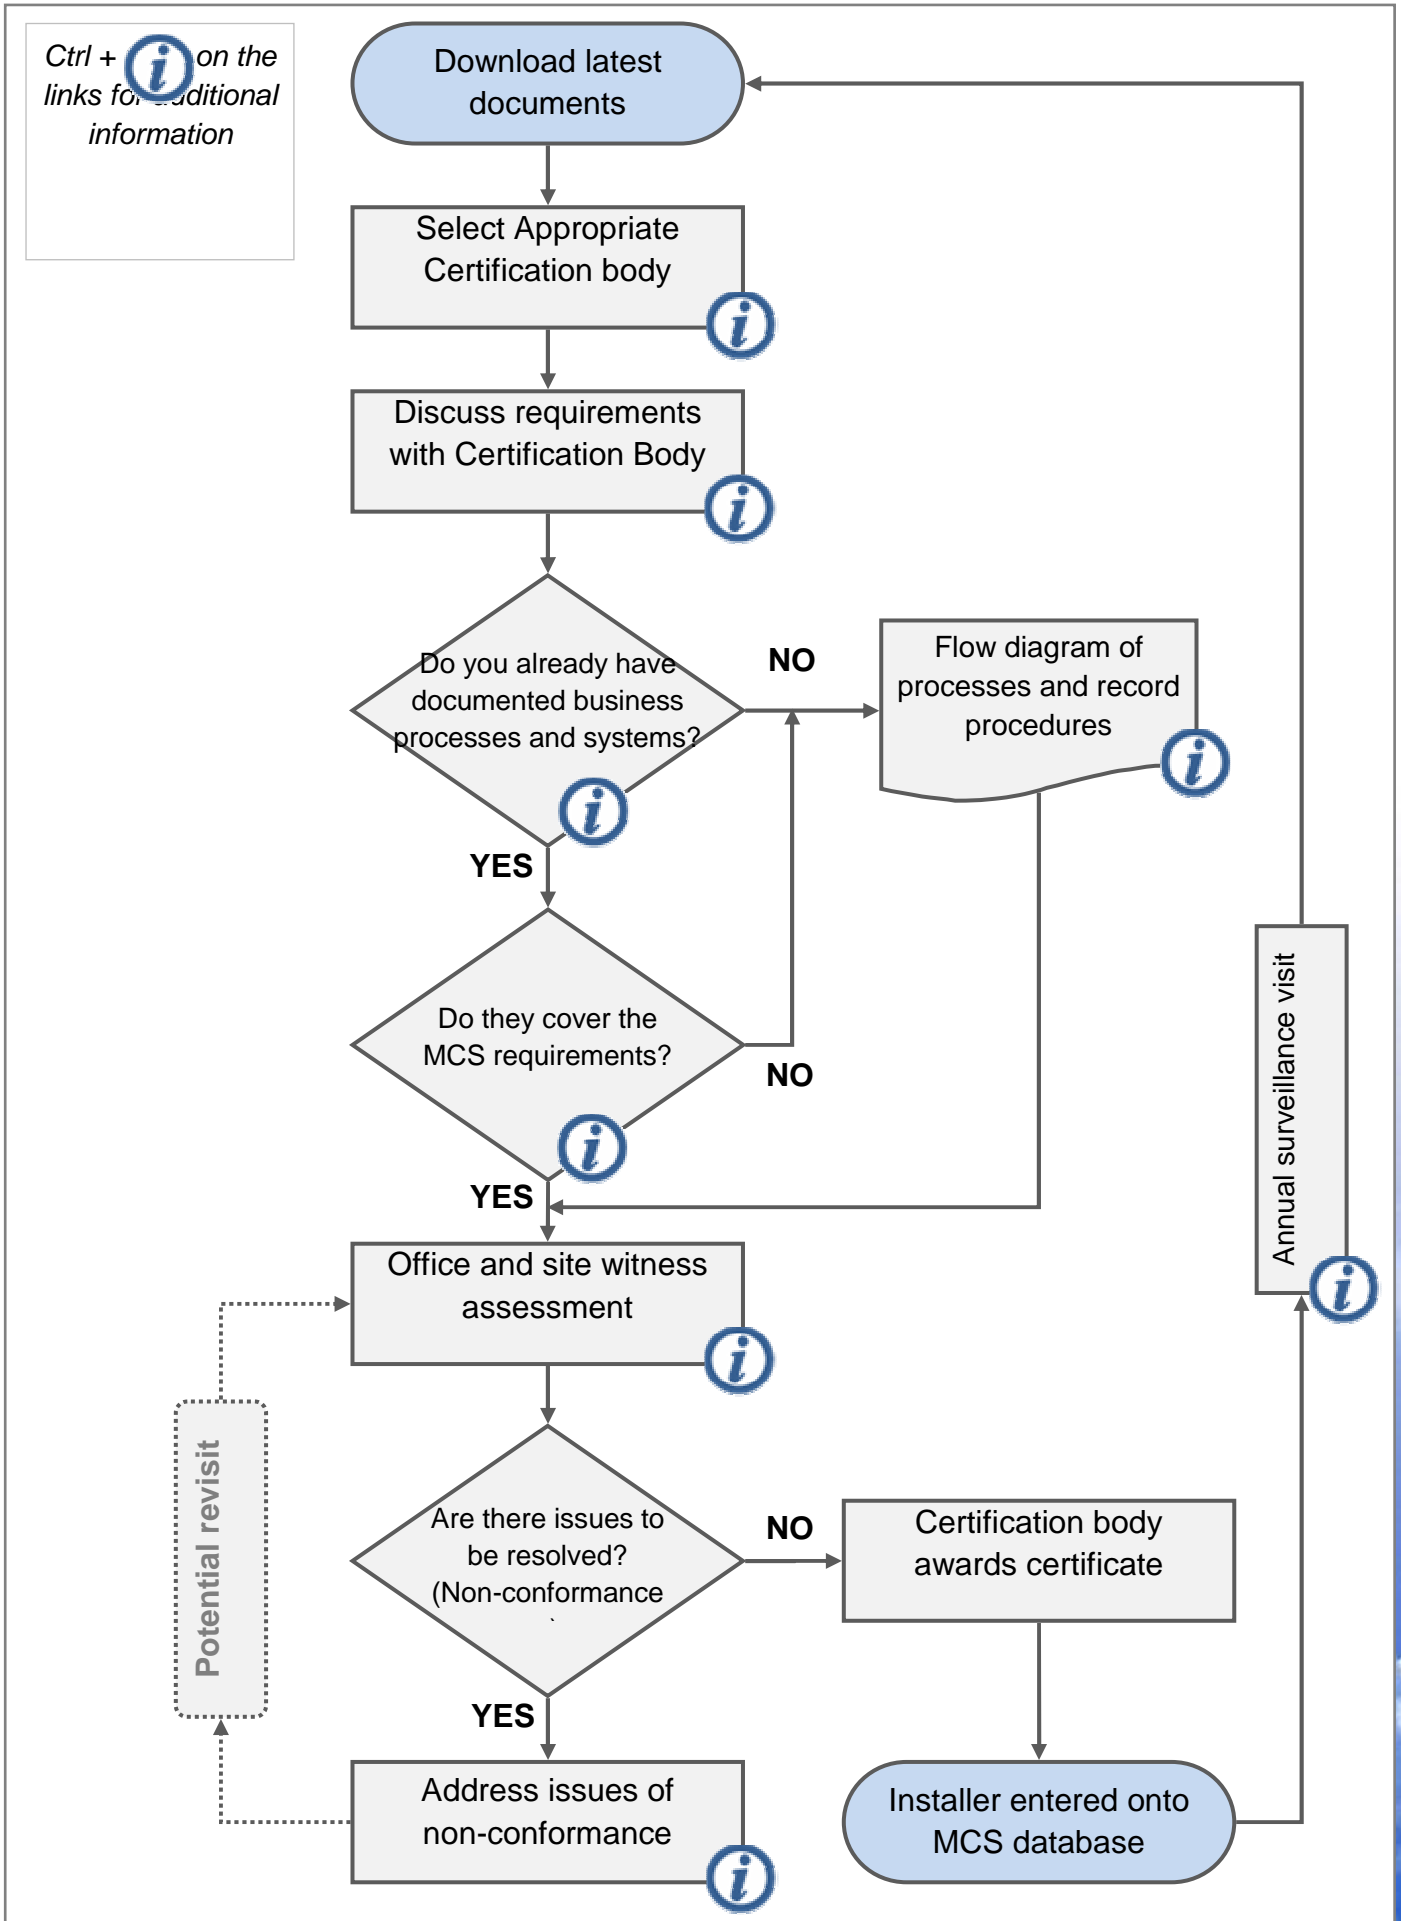 Ctrl + i on the
links for additional
information
Download latest
documents
Select Appropriate
Certification body
i
Discuss requirements
with Certification Body
i
Do you already have
documented business
processes and systems?
i
NO
Flow diagram of
processes and record
procedures
i
YES
Do they cover the
MCS requirements?
i
NO
YES
Annual surveillance visit
i
Office and site witness
assessment
i
Potential revisit
Are there issues to
be resolved?
(Non-conformance
NO
Certification body
awards certificate
YES
Address issues of
non-conformance
i
Installer entered onto
MCS database